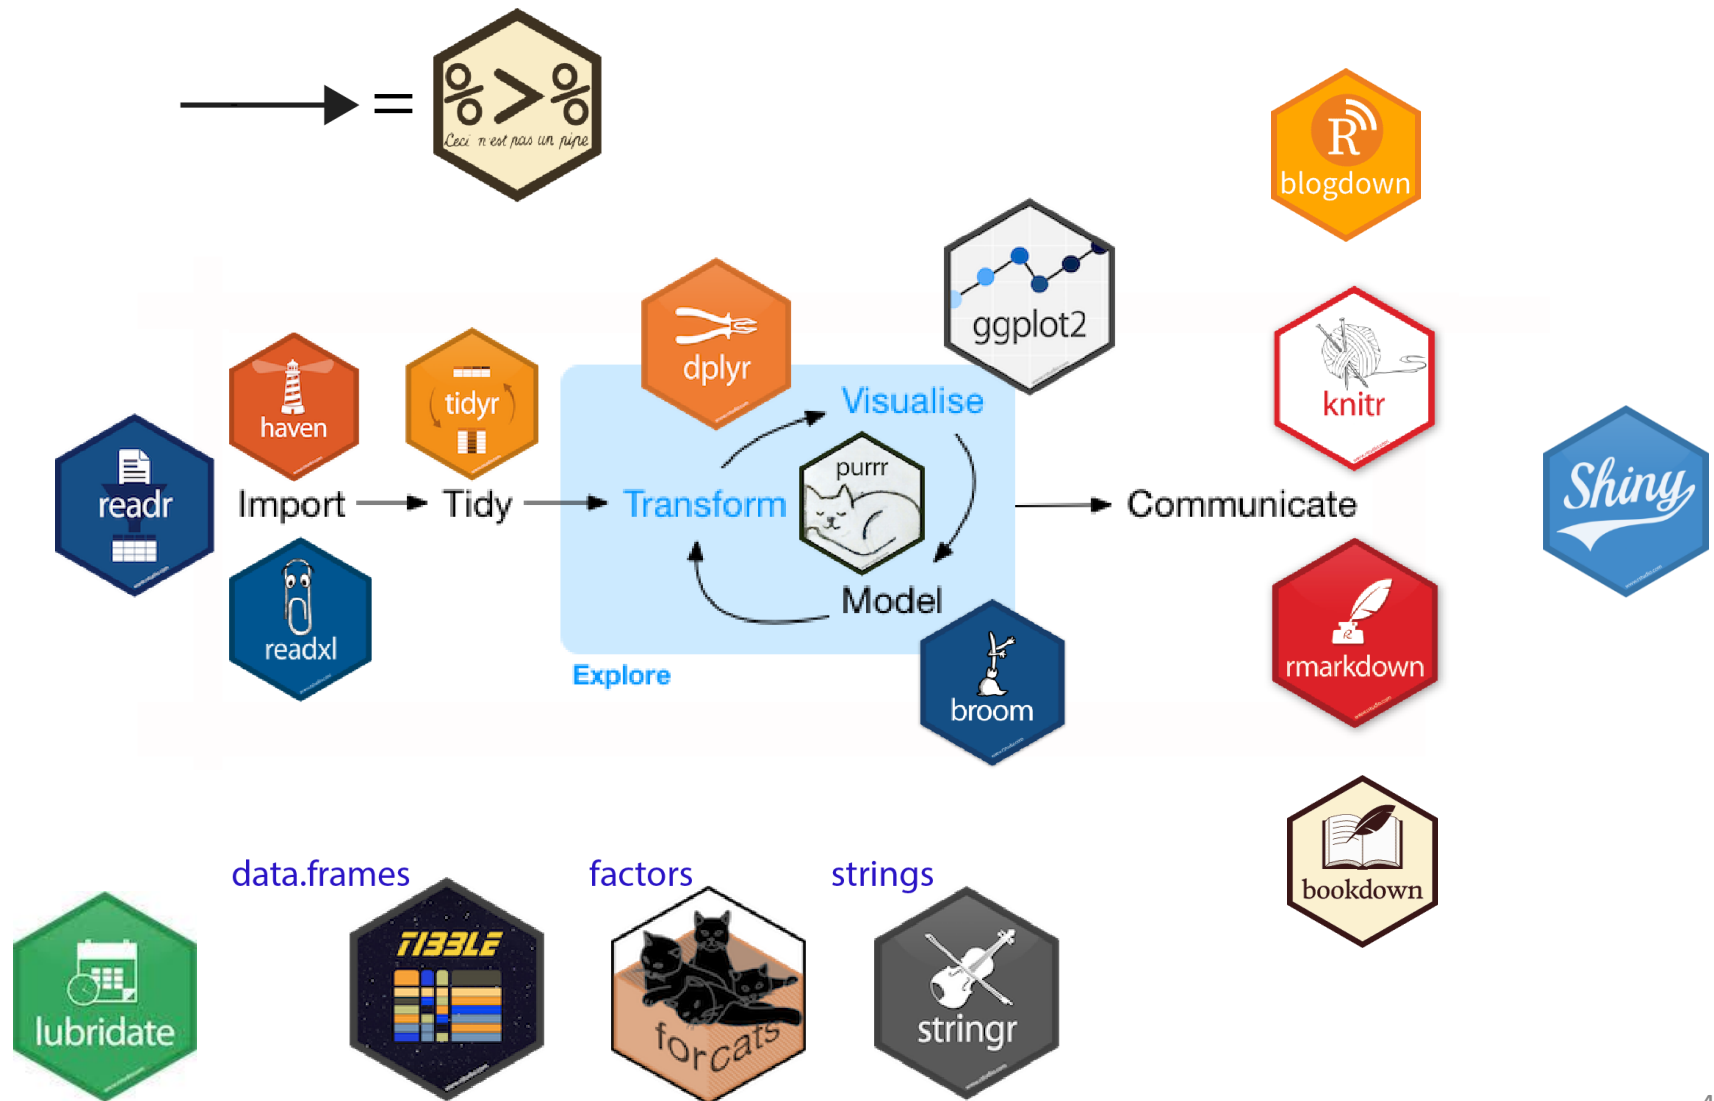 =
%>%
Ceci n'est pas un pipe
blogdown
ggplot2
dplyr
haven
tidyr
knitr
Visualise
purrr
readr
Import
Tidy
Transform
Communicate
Shiny
Model
readxl
Explore
rmarkdown
broom
data.frames
factors
strings
bookdown
TIBBLE
lubridate
forcats
stringr